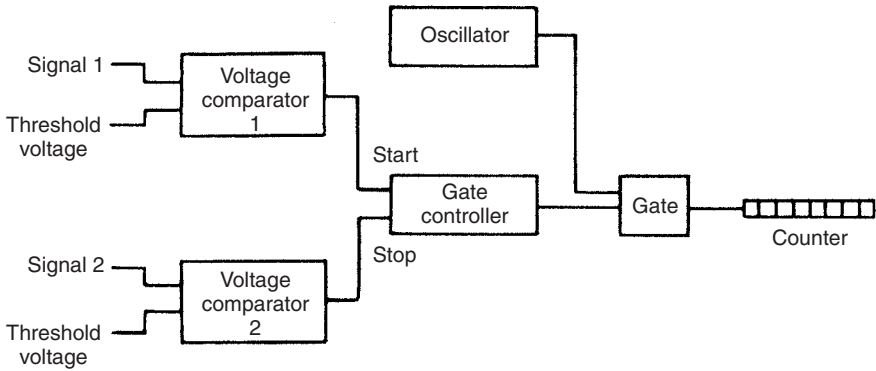 Oscillator
Signal 1
Voltage
comparator
1
Threshold
voltage
Start
Gate
controller
Gate
Counter
Stop
Signal 2
Voltage
comparator
2
Threshold
voltage